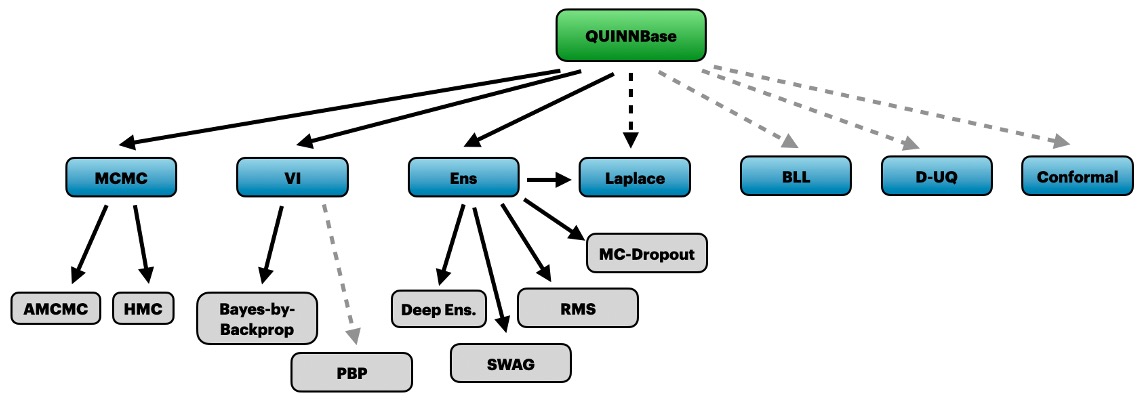 QUINNBase
MCMC
VI
Ens
Laplace
BLL
D-UQ
Conformal
MC-Dropout
AMCMC
HMC
Bayes-by-
Backprop
Deep Ens.
RMS
SWAG
PBP